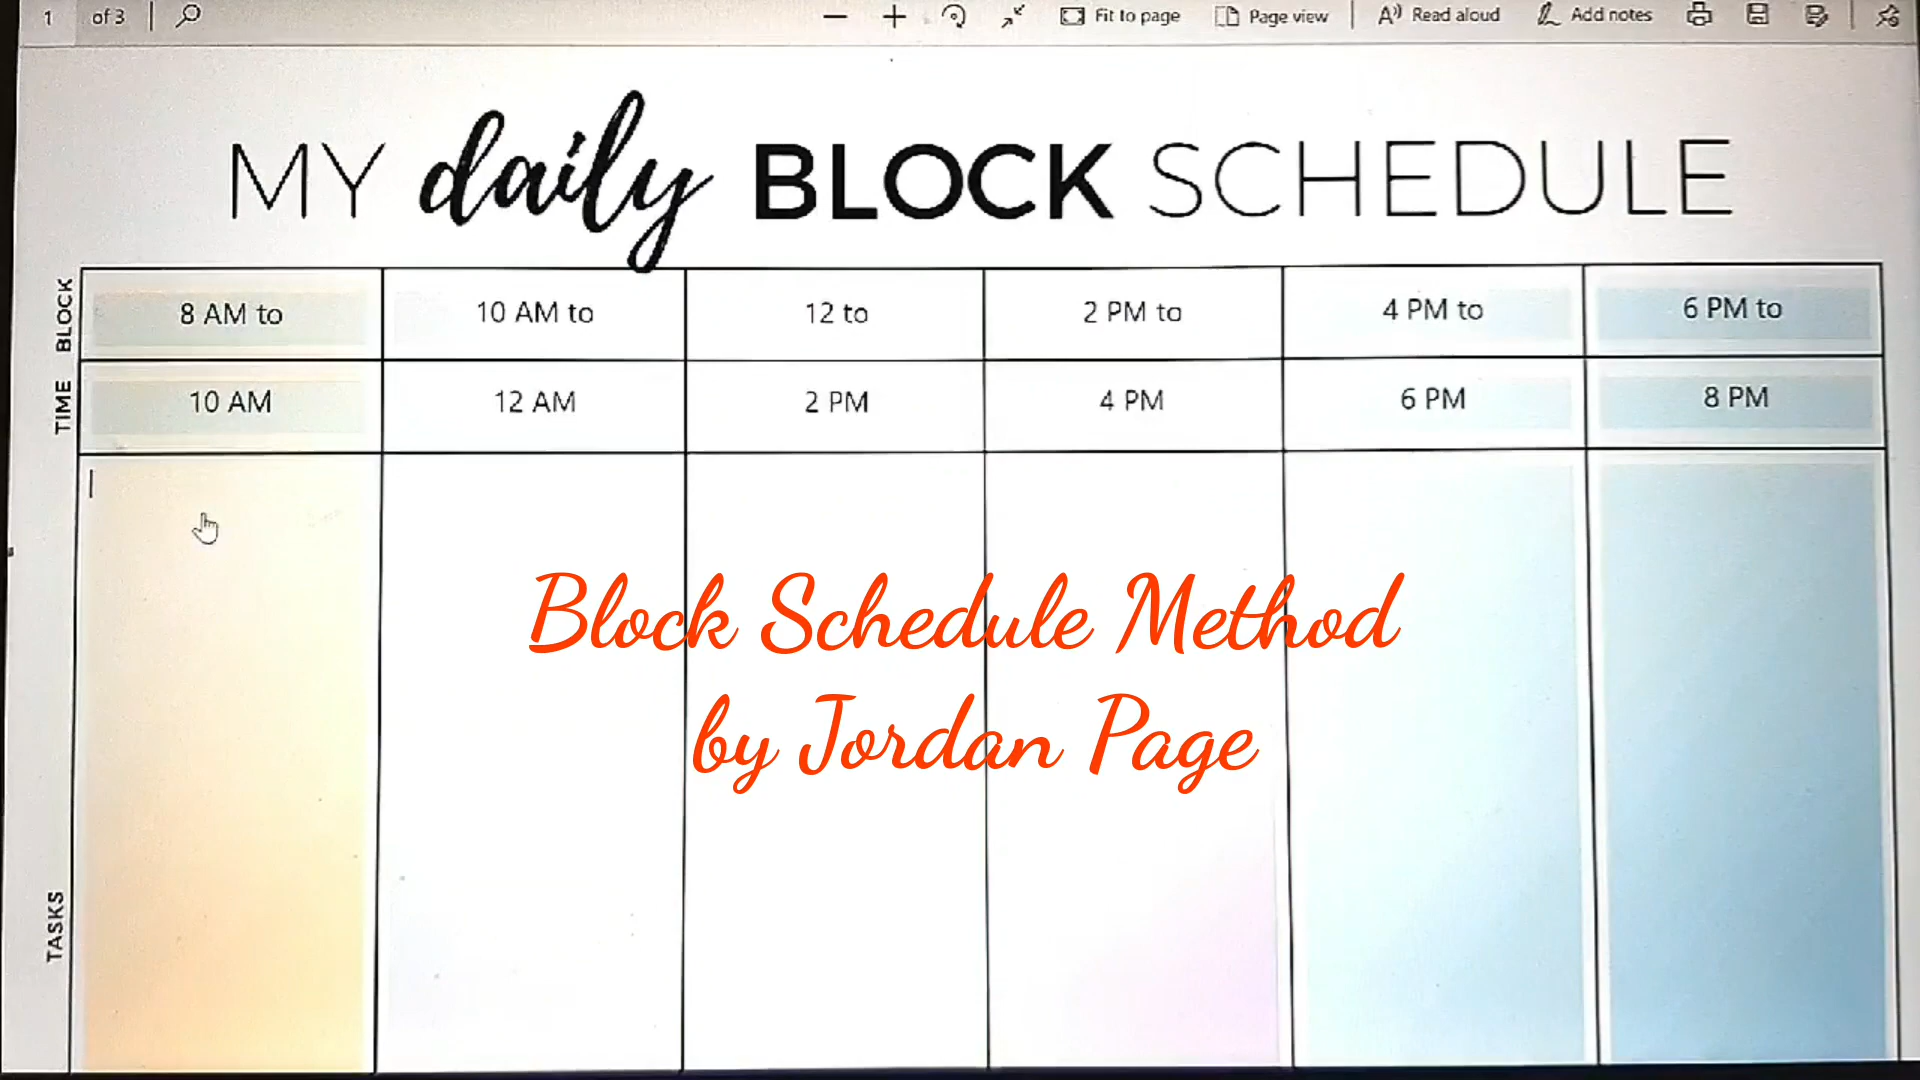 1 of 3 Fit to page Page view Read aloud Add notes
MY daily BLOCK SCHEDULE
BLOCK
8 AM to 10 AM to 12 to 2 PM to 4 PM to 6 PM to
TIME
10 AM 12 AM 2 PM 4 PM 6 PM 8 PM
Block Schedule Method
by Jordan Page
TASKS